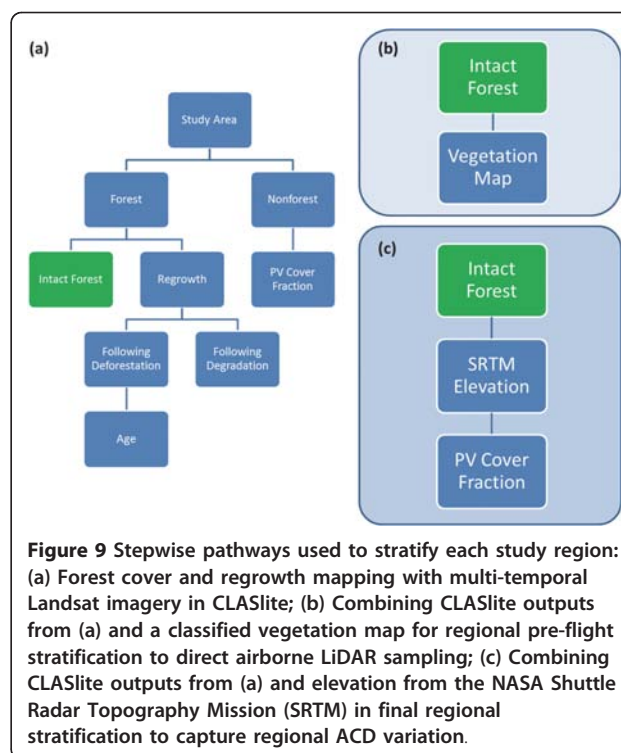 (a)
Study Area
Forest
Nonforest
Intact Forest
Regrowth
PV Cover
Fraction
Following
Deforestation
Following
Degradation
Age
(b)
Intact
Forest
Vegetation
Map
(c)
Intact
Forest
SRTM
Elevation
PV Cover
Fraction
Figure 9 Stepwise pathways used to stratify each study region:
(a) Forest cover and regrowth mapping with multi-temporal
Landsat imagery in CLASlite; (b) Combining CLASlite outputs
from (a) and a classified vegetation map for regional pre-flight
stratification to direct airborne LiDAR sampling; (c) Combining
CLASlite outputs from (a) and elevation from the NASA Shuttle
Radar Topography Mission (SRTM) in final regional
stratification to capture regional ACD variation.